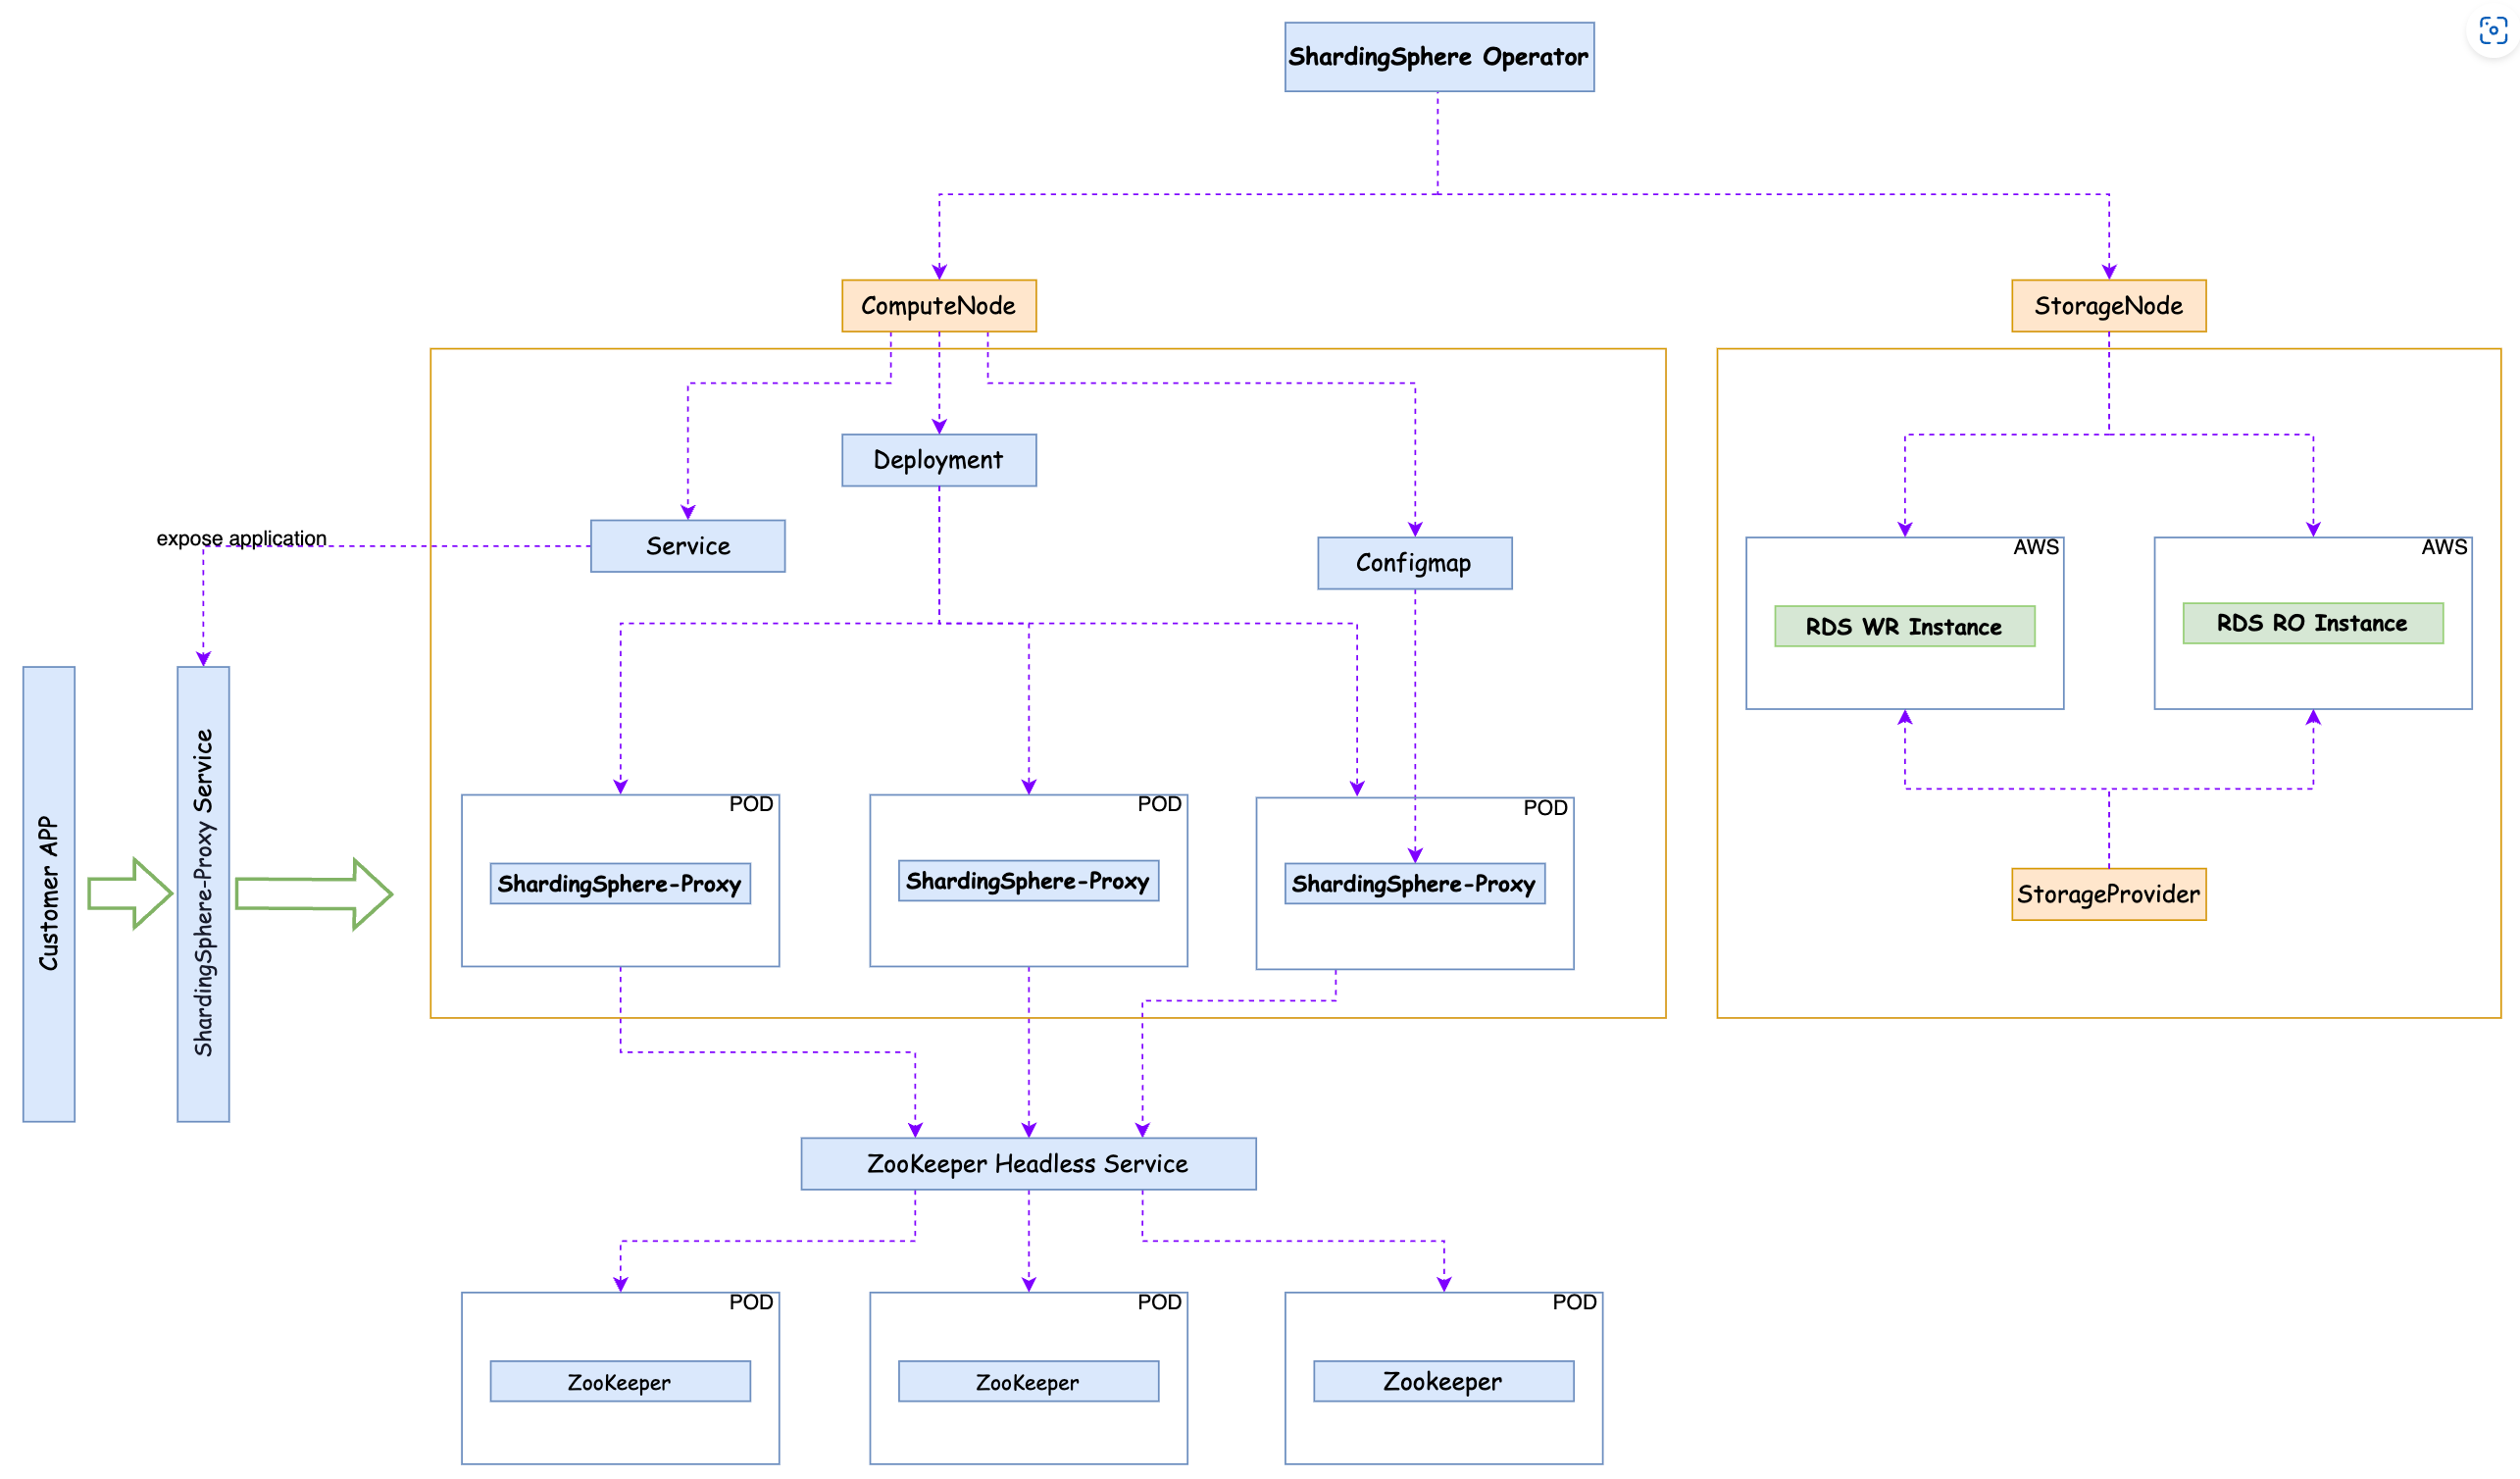 ShardingSphere Operator
ComputeNode
StorageNode
Deployment
Service
Configmap
expose application
AWS
AWS
RDS WR Instance
RDS RO Instance
Customer APP
ShardingSphere-Proxy Service
POD
POD
POD
ShardingSphere-Proxy
ShardingSphere-Proxy
ShardingSphere-Proxy
StorageProvider
ZooKeeper Headless Service
POD
POD
POD
ZooKeeper
ZooKeeper
Zookeeper